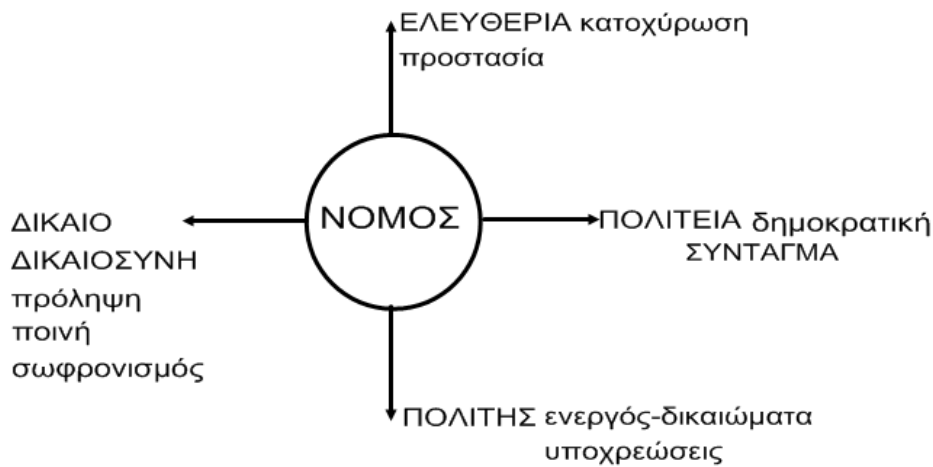 ΕΛΕΥΘΕΡΙΑ κατοχύρωση
προστασία
ΝΟΜΟΣ
ΔΙΚΑΙΟ
ΔΙΚΑΙΟΣΥΝΗ
πρόληψη
ποινή
σωφρονισμός
ΠΟΛΙΤΕΙΑ δημοκρατική
ΣΥΝΤΑΓΜΑ
ΠΟΛΙΤΗΣ ενεργός-δικαιώματα
υποχρεώσεις